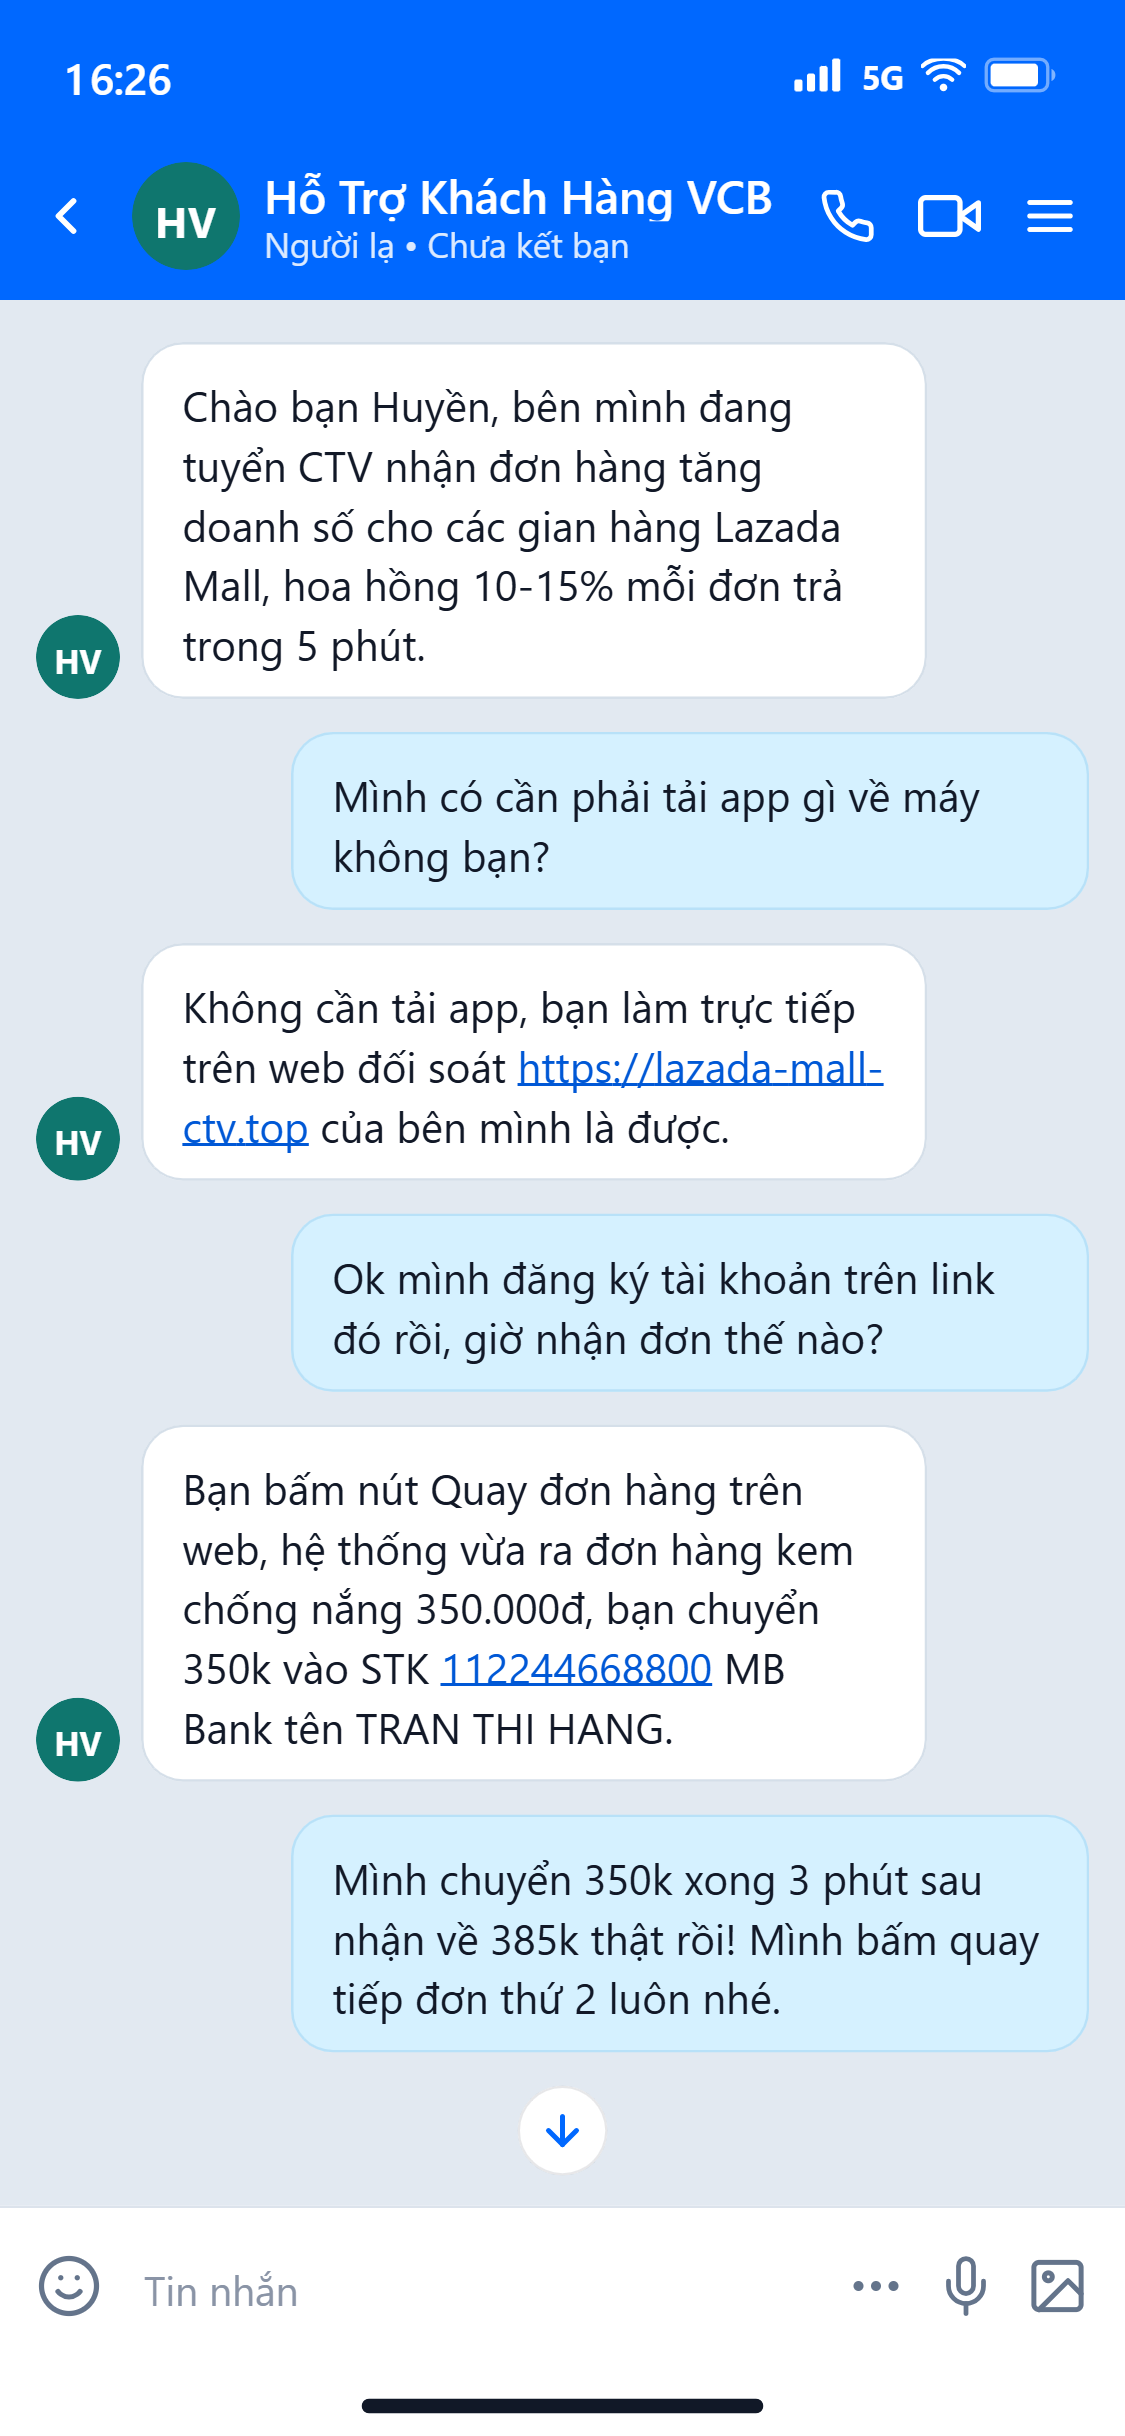 16:26
5G
HV
Hỗ Trợ Khách Hàng VCB
Người lạ • Chưa kết bạn
Chào bạn Huyền, bên mình đang
tuyển CTV nhận đơn hàng tăng
doanh số cho các gian hàng Lazada
Mall, hoa hồng 10-15% mỗi đơn trả
trong 5 phút.
HV
Mình có cần phải tải app gì về máy
không bạn?
Không cần tải app, bạn làm trực tiếp
trên web đối soát https://lazada-mall-
ctv.top của bên mình là được.
HV
Ok mình đăng ký tài khoản trên link
đó rồi, giờ nhận đơn thế nào?
Bạn bấm nút Quay đơn hàng trên
web, hệ thống vừa ra đơn hàng kem
chống nắng 350.000đ, bạn chuyển
350k vào STK 112244668800 MB
Bank tên TRAN THI HANG.
HV
Mình chuyển 350k xong 3 phút sau
nhận về 385k thật rồi! Mình bấm quay
tiếp đơn thứ 2 luôn nhé.
Tin nhắn